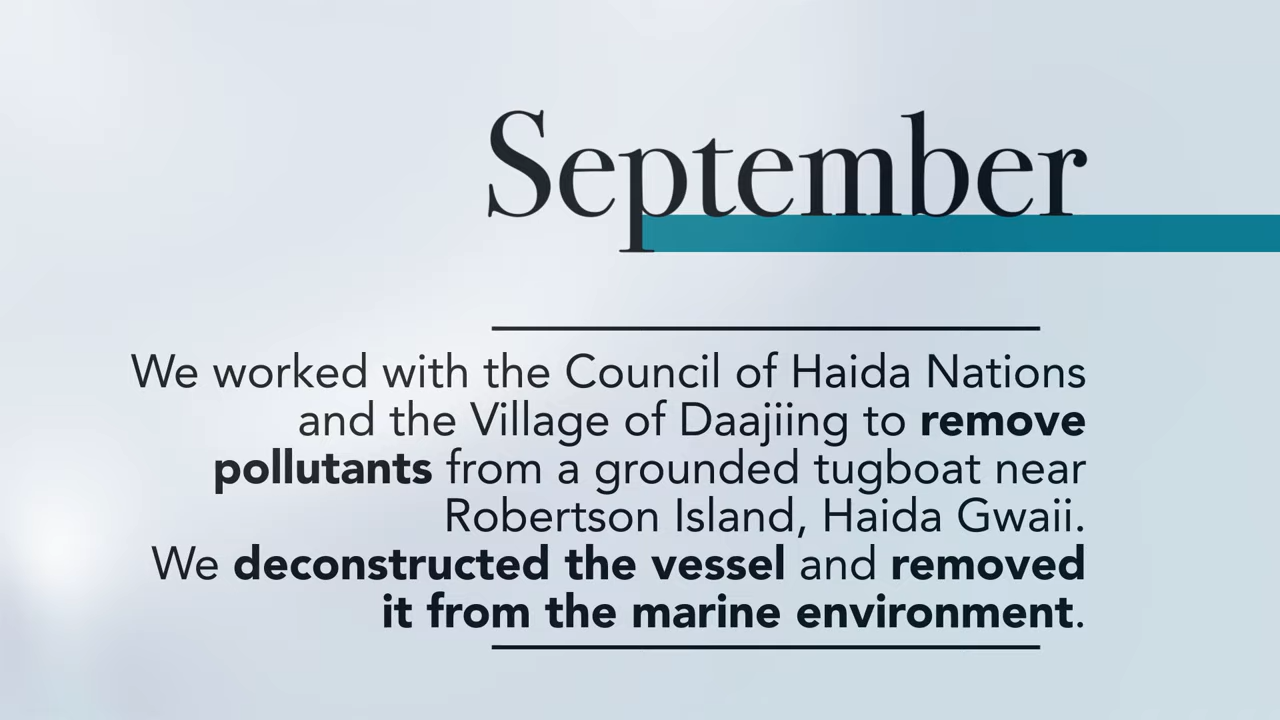 September
We worked with the Council of Haida Nations
and the Village of Daajiing to remove
pollutants from a grounded tugboat near
Robertson Island, Haida Gwaii.
We deconstructed the vessel and removed
it from the marine environment.